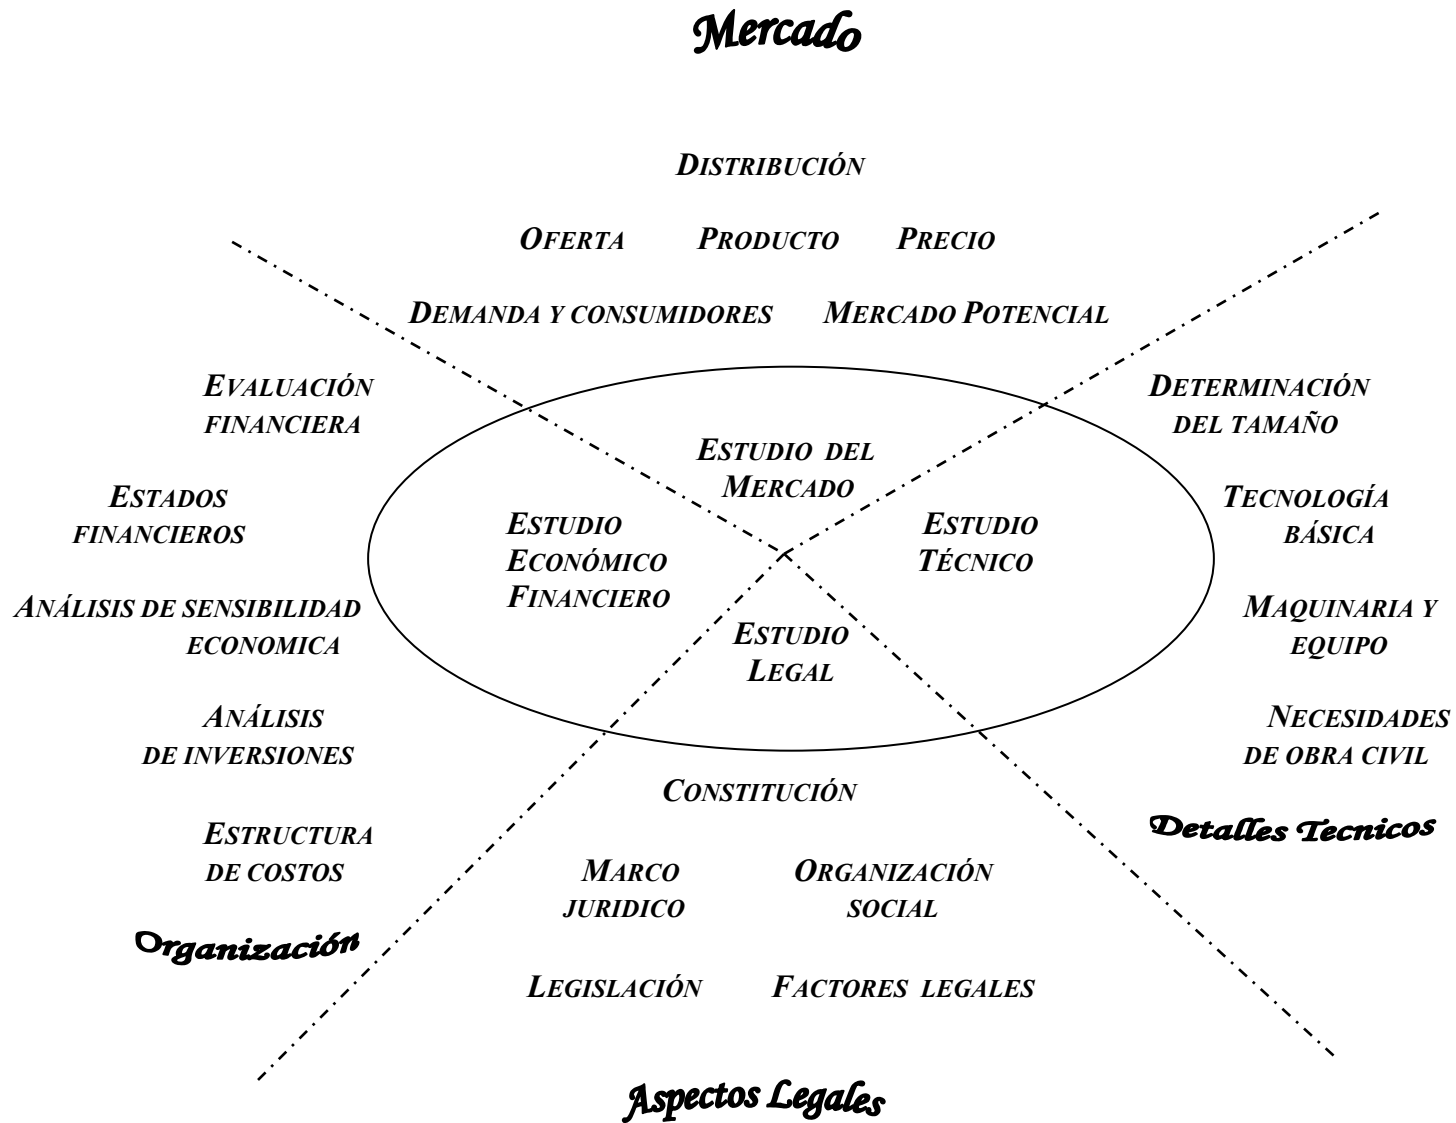 Mercado
DISTRIBUCIÓN
OFERTA PRODUCTO PRECIO
DEMANDA Y CONSUMIDORES MERCADO POTENCIAL
EVALUACIÓN
FINANCIERA
ESTADOS
FINANCIEROS
ANÁLISIS DE SENSIBILIDAD
ECONOMICA
ANÁLISIS
DE INVERSIONES
ESTRUCTURA
DE COSTOS
Organización
ESTUDIO DEL
MERCADO
ESTUDIO
ECONÓMICO
FINANCIERO
ESTUDIO
TÉCNICO
ESTUDIO
LEGAL
DETERMINACIÓN
DEL TAMAÑO
TECNOLOGÍA
BÁSICA
MAQUINARIA Y
EQUIPO
NECESIDADES
DE OBRA CIVIL
Detalles Tecnicos
CONSTITUCIÓN
MARCO
JURIDICO
ORGANIZACIÓN
SOCIAL
LEGISLACIÓN FACTORES LEGALES
Aspectos Legales